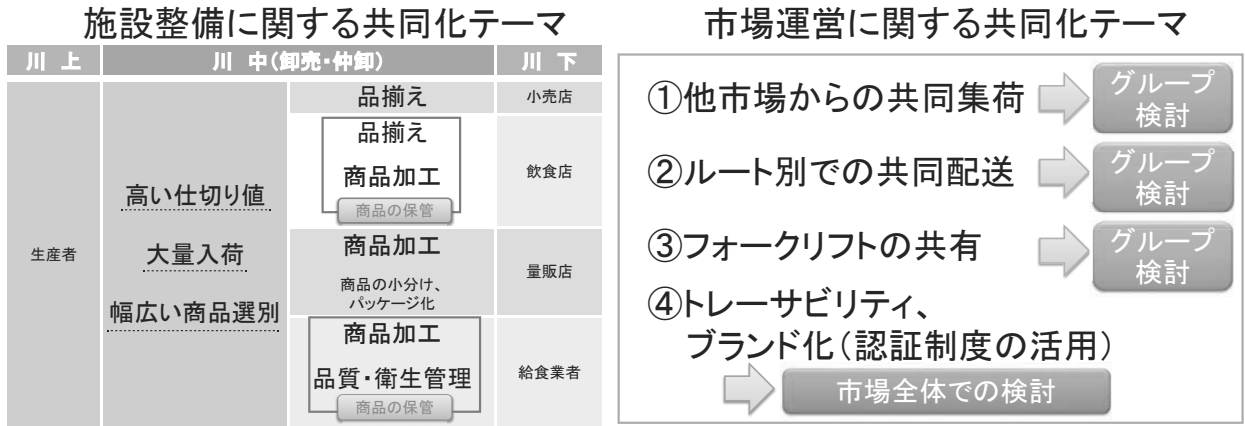 施設整備に関する共同化テーマ
川 上
川 中(卸売・仲卸)
川 下
生産者
高い仕切り値
大量入荷
幅広い商品選別
品揃え
小売店
品揃え
商品加工
商品の保管
飲食店
商品加工
商品の小分け、
パッケージ化
量販店
商品加工
品質・衛生管理
商品の保管
給食業者
市場運営に関する共同化テーマ
①他市場からの共同集荷
グループ
検討
②ルート別での共同配送
グループ
検討
③フォークリフトの共有
グループ
検討
④トレーサビリティ、
ブランド化(認証制度の活用)
市場全体での検討